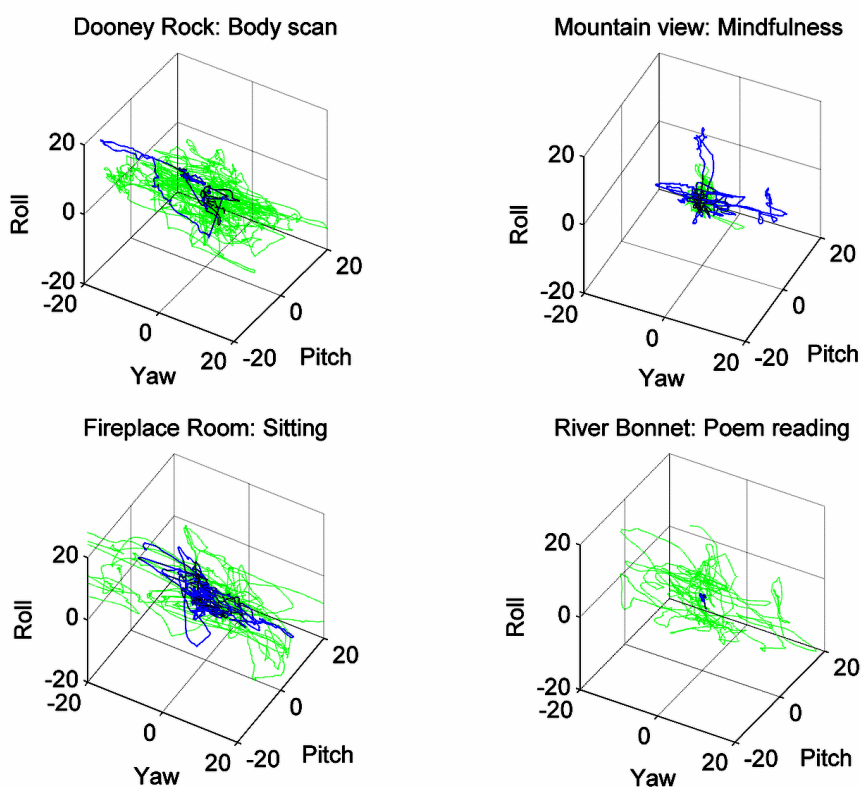 Dooney Rock: Body scan
Mountain view: Mindfulness
20
0
-20
Roll
-20
0
20
Yaw
-20
0
20
Pitch
20
0
-20
Roll
-20
0
20
Yaw
-20
0
20
Pitch
Fireplace Room: Sitting
River Bonnet: Poem reading
20
0
-20
Roll
-20
0
20
Yaw
-20
0
20
Pitch
20
0
-20
Roll
-20
0
20
Yaw
-20
0
20
Pitch